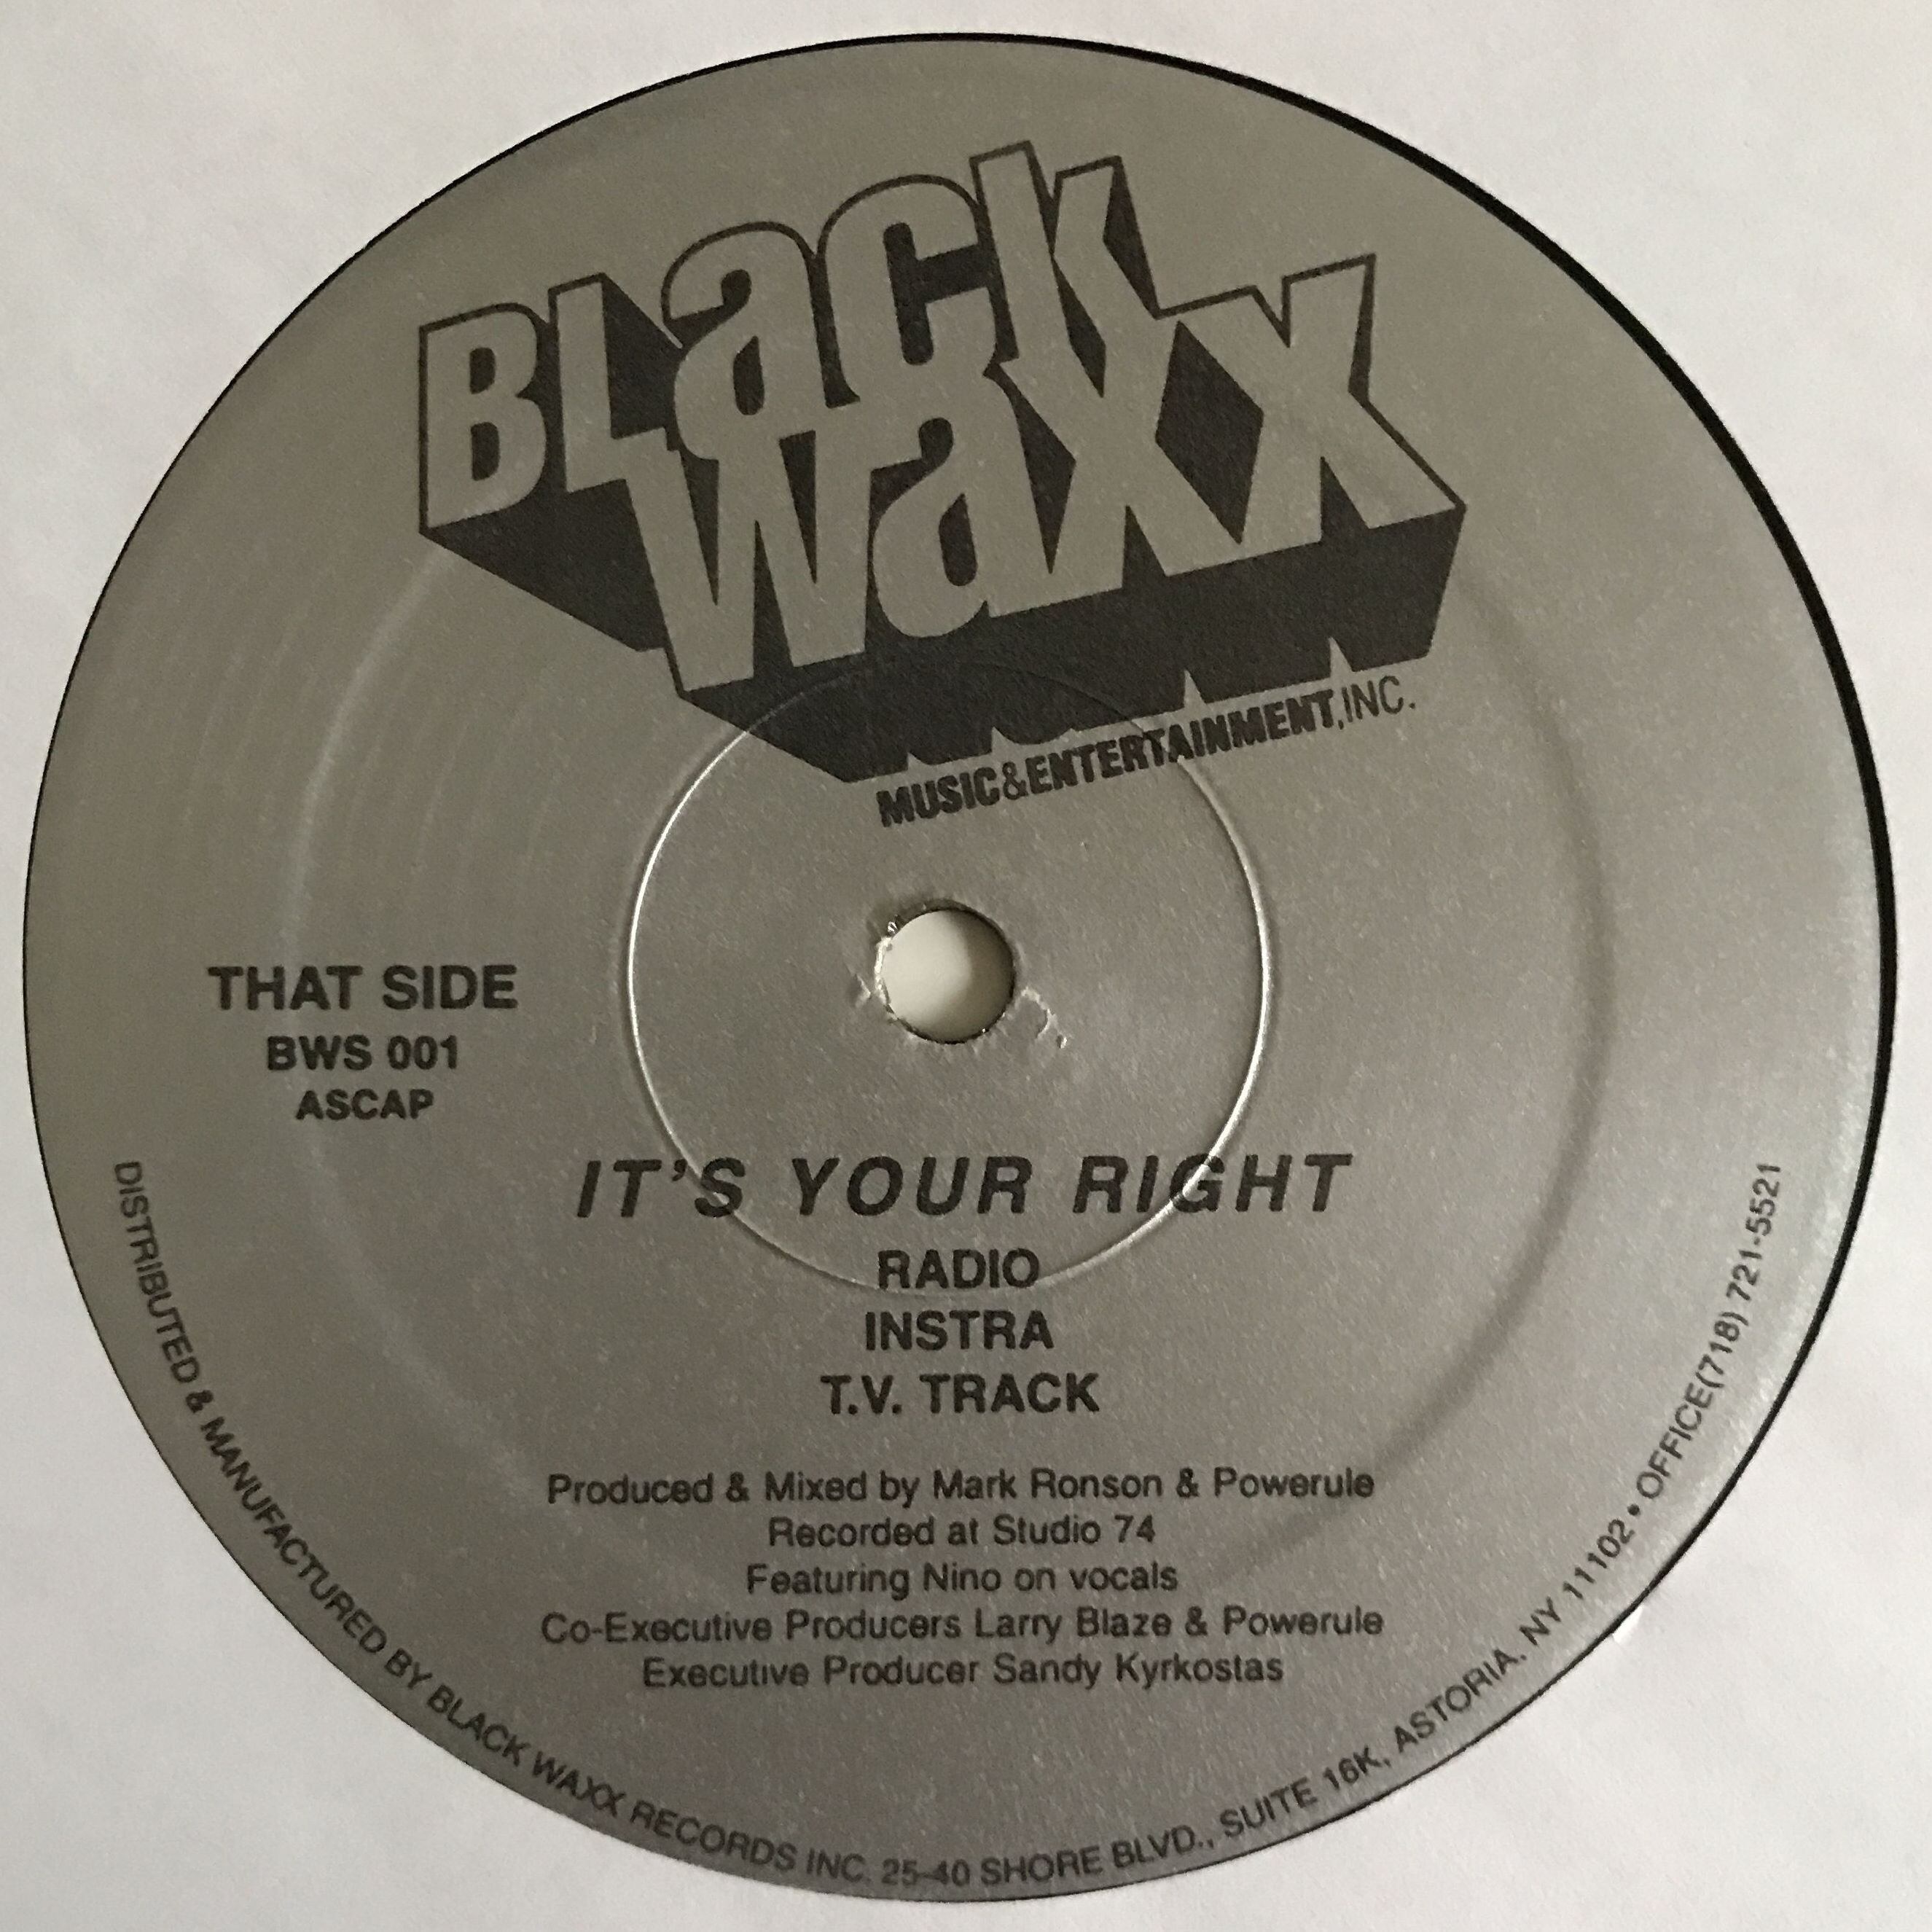 BLack
Waxx
MUSIC&ENTERTAINMENT,INC.
THAT SIDE
BWS 001
ASCAP
IT'S YOUR RIGHT
RADIO
INSTRA
T.V. TRACK
Produced & Mixed by Mark Ronson & Powerule
Recorded at Studio 74
Featuring Nino on vocals
Co-Executive Producers Larry Blaze & Powerule
Executive Producer Sandy Kyrkostas
DISTRIBUTED & MANUFACTURED BY BLACK WAXX RECORDS INC. 25-40 SHORE BLVD., SUITE 16K, ASTORIA, NY 11102 • OFFICE(718) 721-5521